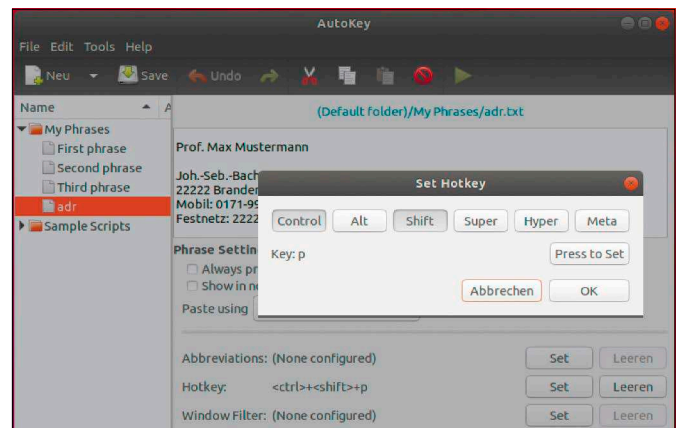 AutoKey
File Edit Tools Help
Neu Save Undo
Name A
(Default folder)/My Phrases/adr.txt
My Phrases
First phrase
Second phrase
Third phrase
adr
Sample Scripts
Prof. Max Mustermann
Joh.-Seb.-Bach
22222 Brander
Mobil: 0171-99
Festnetz: 2222
Set Hotkey
Control Alt Shift Super Hyper Meta
Key: p Press to Set
Abbrechen OK
Phrase Settin
Always pr
Show in n
Paste using
Abbreviations: (None configured) Set Leeren
Hotkey: <ctrl>+<shift>+p Set Leeren
Window Filter: (None configured) Set Leeren